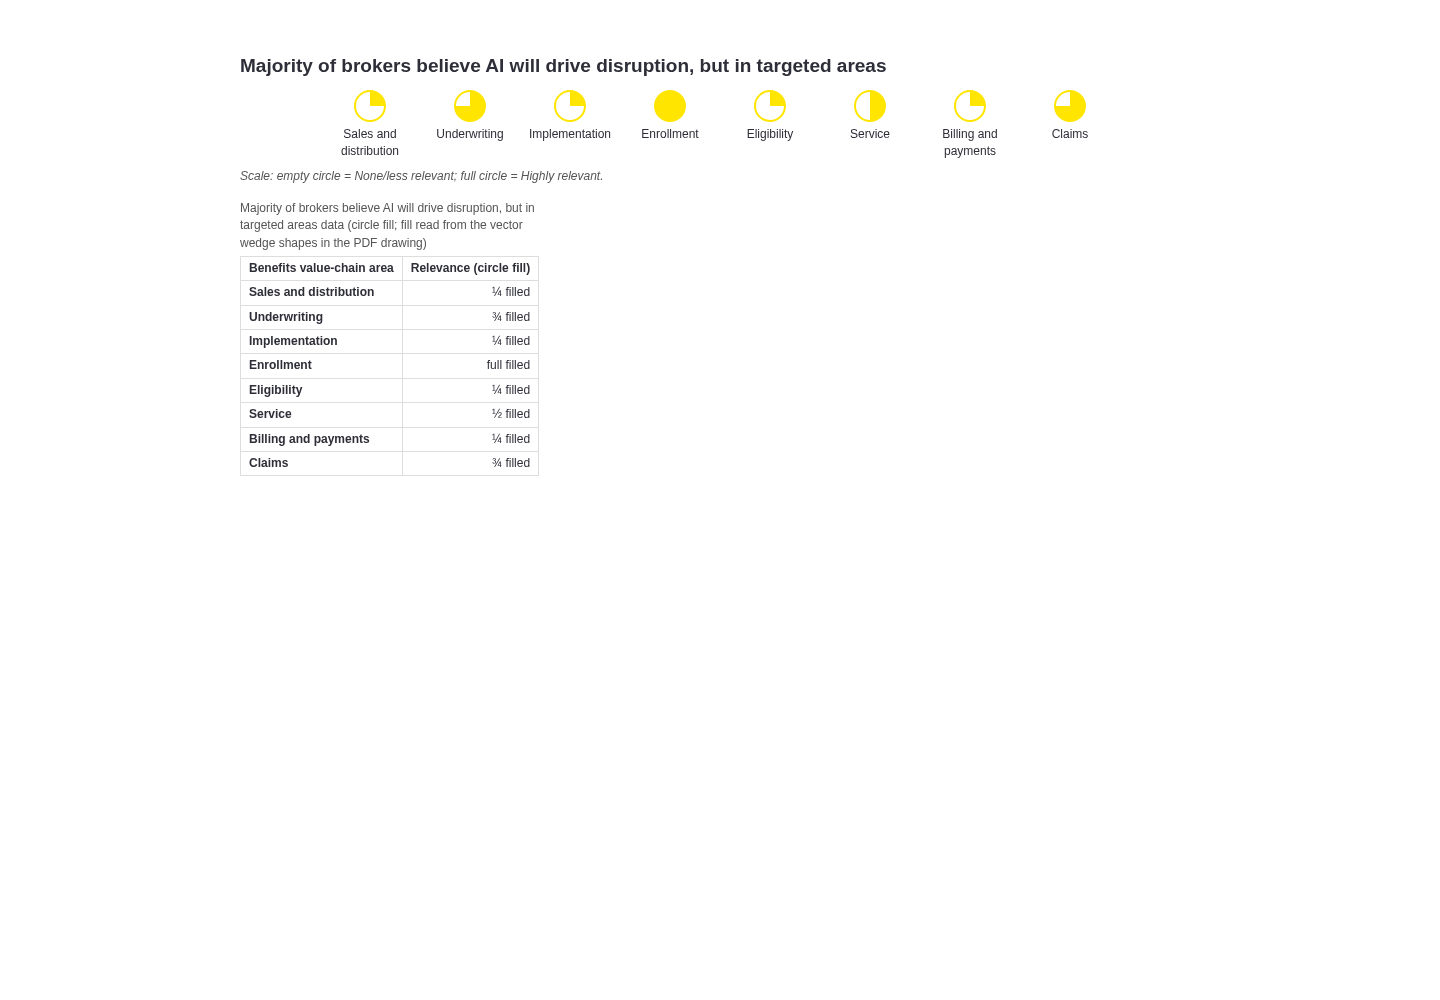 Majority of brokers believe AI will drive disruption, but in targeted areas
Sales and
distribution
Underwriting
Implementation
Enrollment
Eligibility
Service
Billing and
payments
Claims
Scale: empty circle = None/less relevant; full circle = Highly relevant.
Majority of brokers believe AI will drive disruption, but in
targeted areas data (circle fill; fill read from the vector
wedge shapes in the PDF drawing)
Benefits value-chain area Relevance (circle fill)
Sales and distribution ¼ filled
Underwriting ¾ filled
Implementation ¼ filled
Enrollment full filled
Eligibility ¼ filled
Service ½ filled
Billing and payments ¼ filled
Claims ¾ filled